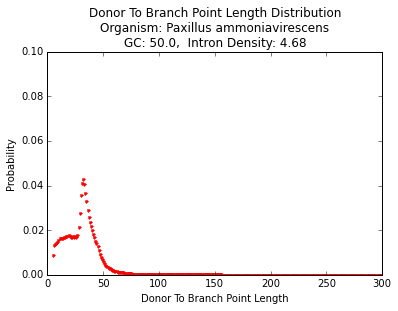 Donor To Branch Point Length Distribution
Organism: Paxillus ammoniavirescens
GC: 50.0,  Intron Density: 4.68
0.10
0.08
0.06
0.04
0.02
0.00
Probability
0 50 100 150 200 250 300
Donor To Branch Point Length